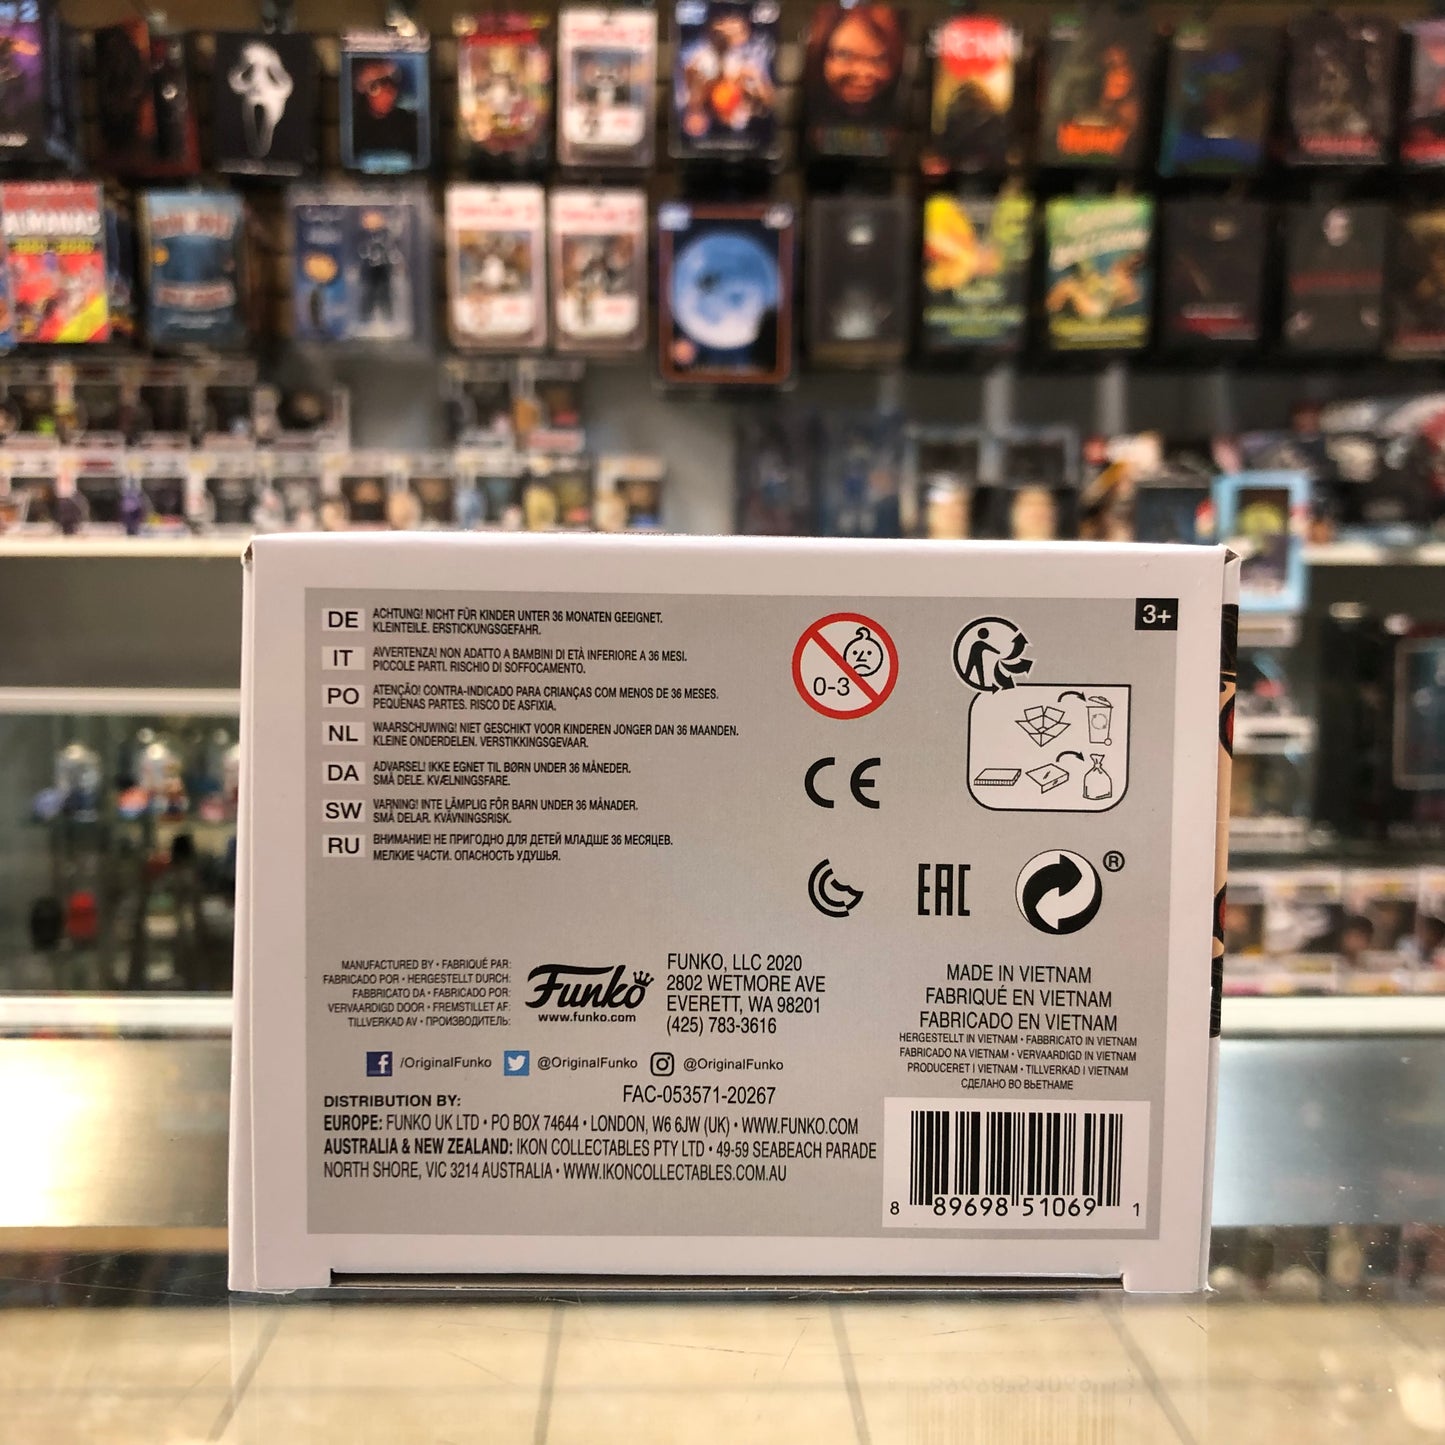 ALMANAC
3+
DE ACHTUNG! NICHT FÜR KINDER UNTER 36 MONATEN GEEIGNET.
KLEINTEILE. ERSTICKUNGSGEFAHR.
IT AVVERTENZA! NON ADATTO A BAMBINI DI ETÀ INFERIORE A 36 MESI.
PICCOLE PARTI. RISCHIO DI SOFFOCAMENTO.
PO ATENÇÃO! CONTRA-INDICADO PARA CRIANÇAS COM MENOS DE 36 MESES.
PEQUENAS PARTES. RISCO DE ASFIXIA.
NL WAARSCHUWING! NIET GESCHIKT VOOR KINDEREN JONGER DAN 36 MAANDEN.
KLEINE ONDERDELEN. VERSTIKKINGSGEVAAR.
DA ADVARSEL! IKKE EGNET TIL BØRN UNDER 36 MÅNEDER.
SMÅ DELE. KVÆLNINGSFARE.
SW VARNING! INTE LÄMPLIG FÖR BARN UNDER 36 MÅNADER.
SMÅ DELAR. KVÄVNINGSRISK.
RU ВНИМАНИЕ! НЕ ПРИГОДНО ДЛЯ ДЕТЕЙ МЛАДШЕ 36 МЕСЯЦЕВ.
МЕЛКИЕ ЧАСТИ. ОПАСНОСТЬ УДУШЬЯ.
0-3
CE
EAC
®
MANUFACTURED BY • FABRIQUÉ PAR:
FABRICADO POR • HERGESTELLT DURCH:
FABBRICATO DA • FABRICADO POR:
VERVAARDIGD DOOR • FREMSTILLET AF:
TILLVERKAD AV • ПРОИЗВОДИТЕЛЬ:
Funko
www.funko.com
FUNKO, LLC 2020
2802 WETMORE AVE
EVERETT, WA 98201
(425) 783-3616
MADE IN VIETNAM
FABRIQUÉ EN VIETNAM
FABRICADO EN VIETNAM
HERGESTELLT IN VIETNAM • FABBRICATO IN VIETNAM
FABRICADO NA VIETNAM • VERVAARDIGD IN VIETNAM
PRODUCERET I VIETNAM • TILLVERKAD I VIETNAM
СДЕЛАНО ВО ВЬЕТНАМЕ
/OriginalFunko @OriginalFunko @OriginalFunko
FAC-053571-20267
DISTRIBUTION BY:
EUROPE: FUNKO UK LTD • PO BOX 74644 • LONDON, W6 6JW (UK) • WWW.FUNKO.COM
AUSTRALIA & NEW ZEALAND: IKON COLLECTABLES PTY LTD • 49-59 SEABEACH PARADE
NORTH SHORE, VIC 3214 AUSTRALIA • WWW.IKONCOLLECTABLES.COM.AU
8 89698 51069 1